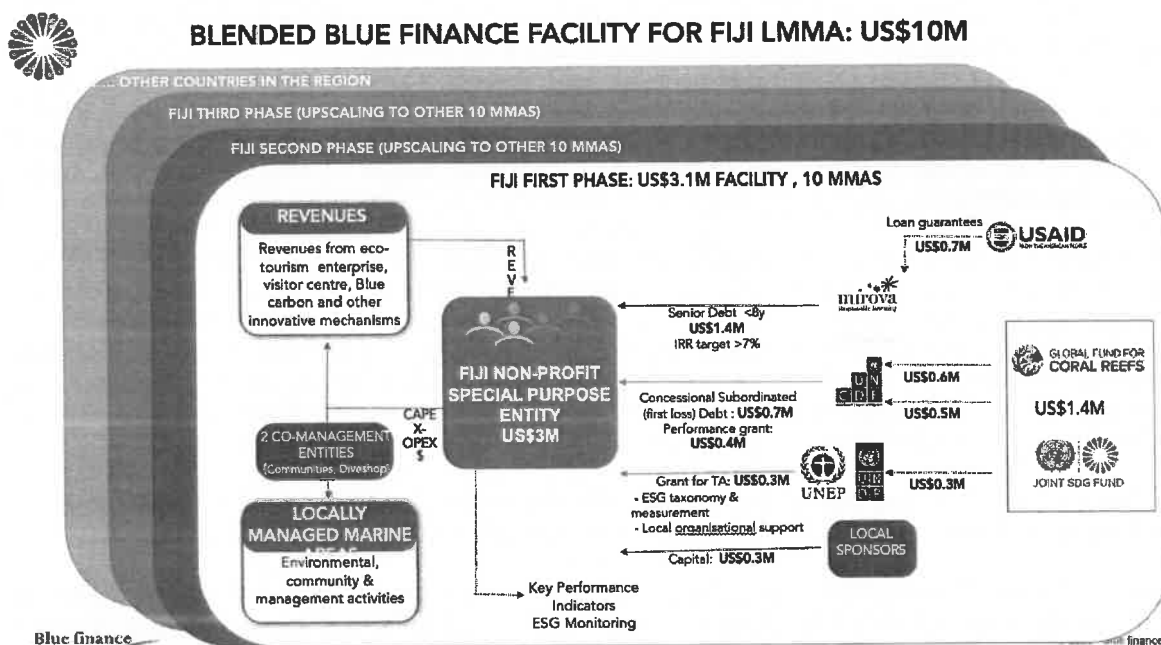 BLENDED BLUE FINANCE FACILITY FOR FIJI LMMA: US$10M
.... OTHER COUNTRIES IN THE REGION
FIJI THIRD PHASE (UPSCALING TO OTHER 10 MMAS)
FIJI SECOND PHASE (UPSCALING TO OTHER 10 MMAS)
FIJI FIRST PHASE: US$3.1M FACILITY , 10 MMAS
REVENUES
Revenues from eco-
tourism enterprise,
visitor centre, Blue
carbon and other
innovative mechanisms
R
E
V
E
FIJI NON-PROFIT
SPECIAL PURPOSE
ENTITY
US$3M
CAPE
X-
OPEX
$
2 CO-MANAGEMENT
ENTITIES
(Communities, Diveshop)
LOCALLY
MANAGED MARINE
AREAS
Environmental,
community &
management activities
Loan guarantees
US$0.7M
USAID
mirova
Senior Debt <8y
US$1.4M
IRR target >7%
UN
CDF
US$0.6M
US$0.5M
Concessional Subordinated
(first loss) Debt : US$0.7M
Performance grant:
US$0.4M
GLOBAL FUND FOR
CORAL REEFS
US$1.4M
JOINT SDG FUND
Grant for TA: US$0.3M
- ESG taxonomy &
measurement
- Local organisational support
UNEP
UN
DP
US$0.3M
Capital: US$0.3M
LOCAL
SPONSORS
Key Performance
Indicators
ESG Monitoring
Blue finance
finance